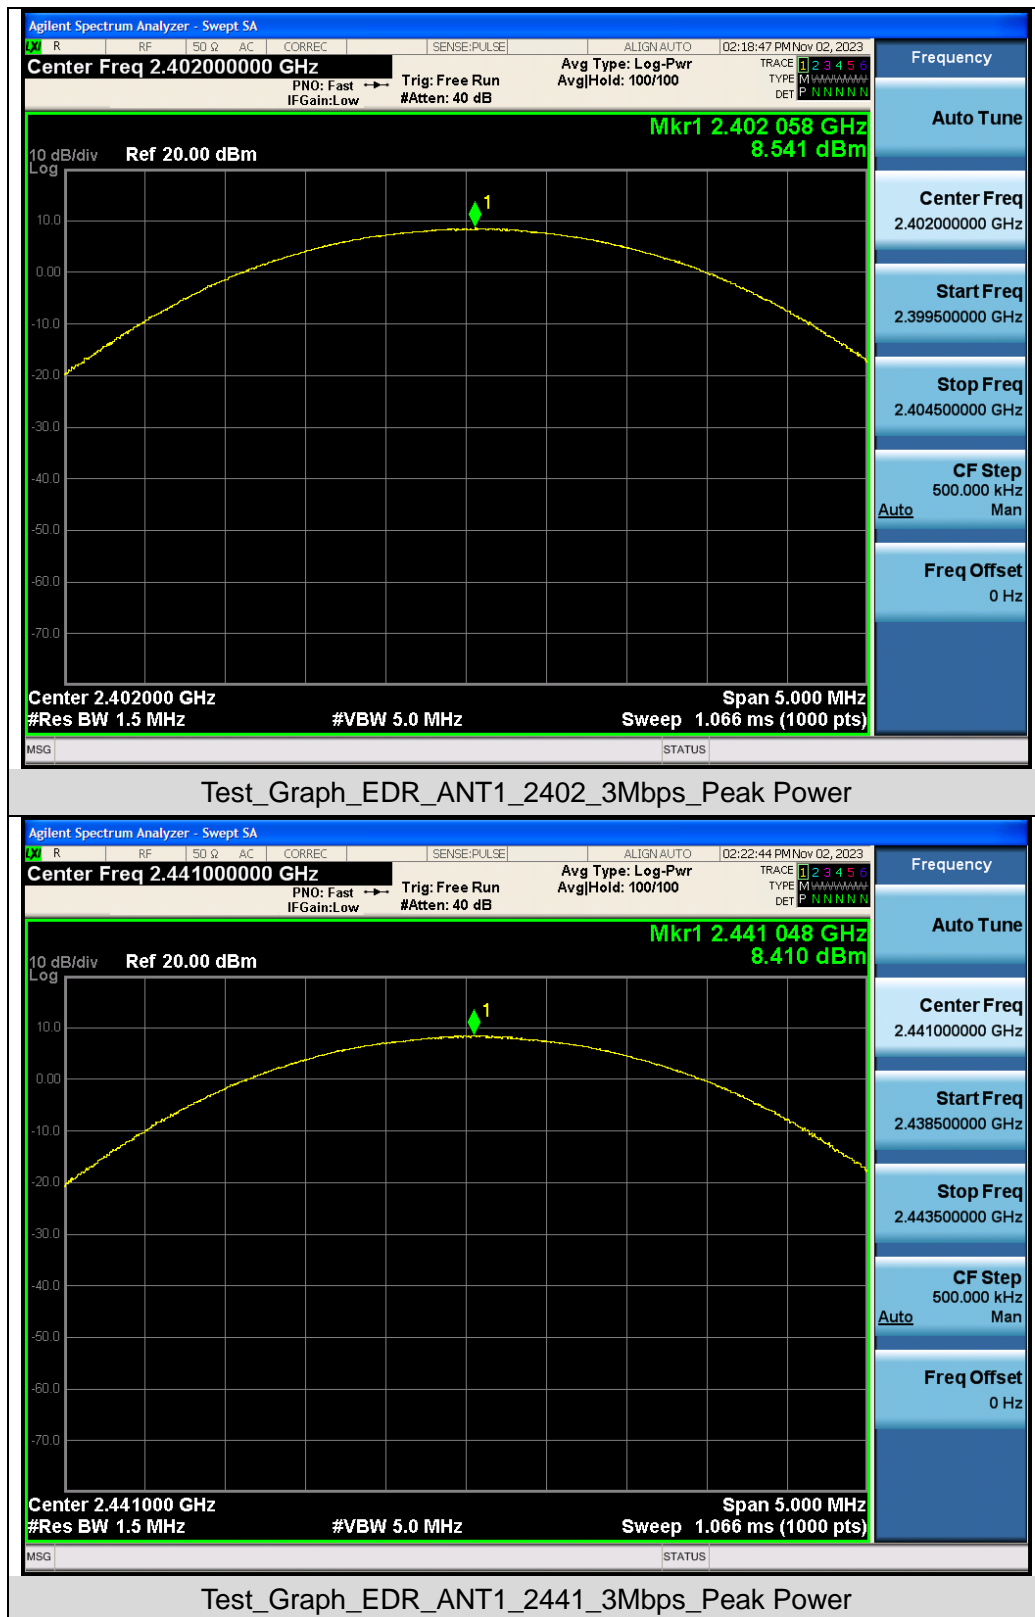 Agilent Spectrum Analyzer - Swept SA
LXI R RF 50 Ω AC CORREC SENSE:PULSE ALIGN AUTO 02:18:47 PM Nov 02, 2023
Center Freq 2.402000000 GHz
PNO: Fast
IFGain:Low
Trig: Free Run
#Atten: 40 dB
Avg Type: Log-Pwr
Avg|Hold: 100/100
TRACE 1 2 3 4 5 6
TYPE M WWWWW
DET P N N N N N
Mkr1 2.402 058 GHz
8.541 dBm
10 dB/div Ref 20.00 dBm
Log
1
10.0
0.00
-10.0
-20.0
-30.0
-40.0
-50.0
-60.0
-70.0
Center 2.402000 GHz Span 5.000 MHz
#Res BW 1.5 MHz #VBW 5.0 MHz Sweep 1.066 ms (1000 pts)
MSG STATUS
Frequency
Auto Tune
Center Freq
2.402000000 GHz
Start Freq
2.399500000 GHz
Stop Freq
2.404500000 GHz
CF Step
500.000 kHz
Auto Man
Freq Offset
0 Hz
Test_Graph_EDR_ANT1_2402_3Mbps_Peak Power
Agilent Spectrum Analyzer - Swept SA
LXI R RF 50 Ω AC CORREC SENSE:PULSE ALIGN AUTO 02:22:44 PM Nov 02, 2023
Center Freq 2.441000000 GHz
PNO: Fast
IFGain:Low
Trig: Free Run
#Atten: 40 dB
Avg Type: Log-Pwr
Avg|Hold: 100/100
TRACE 1 2 3 4 5 6
TYPE M WWWWW
DET P N N N N N
Mkr1 2.441 048 GHz
8.410 dBm
10 dB/div Ref 20.00 dBm
Log
1
10.0
0.00
-10.0
-20.0
-30.0
-40.0
-50.0
-60.0
-70.0
Center 2.441000 GHz Span 5.000 MHz
#Res BW 1.5 MHz #VBW 5.0 MHz Sweep 1.066 ms (1000 pts)
MSG STATUS
Frequency
Auto Tune
Center Freq
2.441000000 GHz
Start Freq
2.438500000 GHz
Stop Freq
2.443500000 GHz
CF Step
500.000 kHz
Auto Man
Freq Offset
0 Hz
Test_Graph_EDR_ANT1_2441_3Mbps_Peak Power